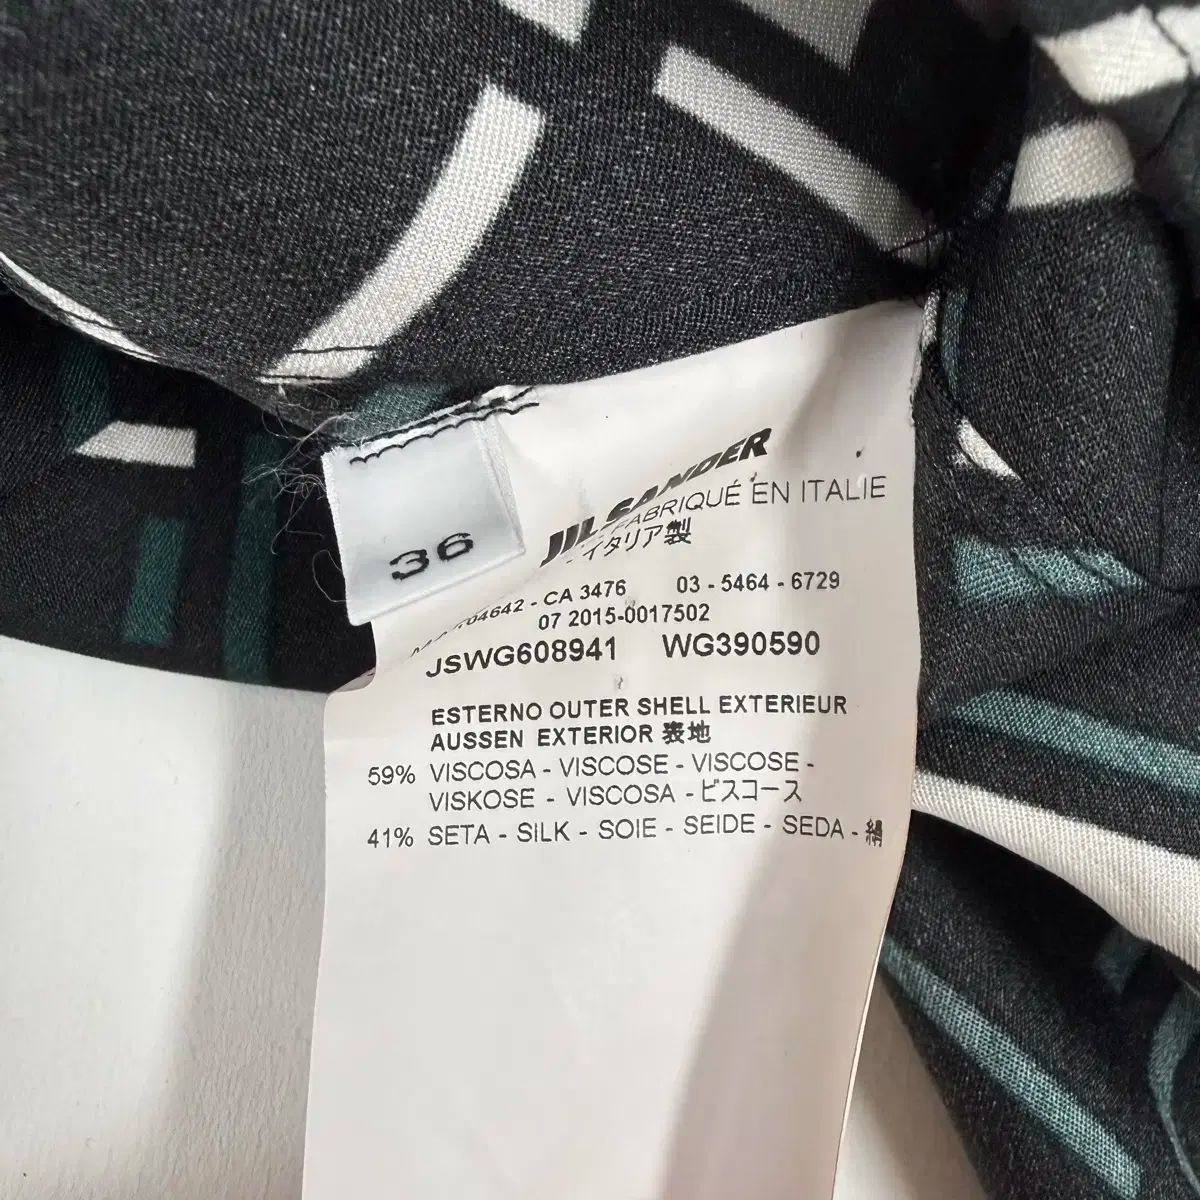 36
JIL SANDER
FABRIQUÉ EN ITALIE
イタリア製
04642 - CA 3476 03 - 5464 - 6729
07 2015-0017502
JSWG608941 WG390590
ESTERNO OUTER SHELL EXTERIEUR
AUSSEN EXTERIOR 表地
59% VISCOSA - VISCOSE - VISCOSE -
VISKOSE - VISCOSA - ビスコース
41% SETA - SILK - SOIE - SEIDE - SEDA - 絹